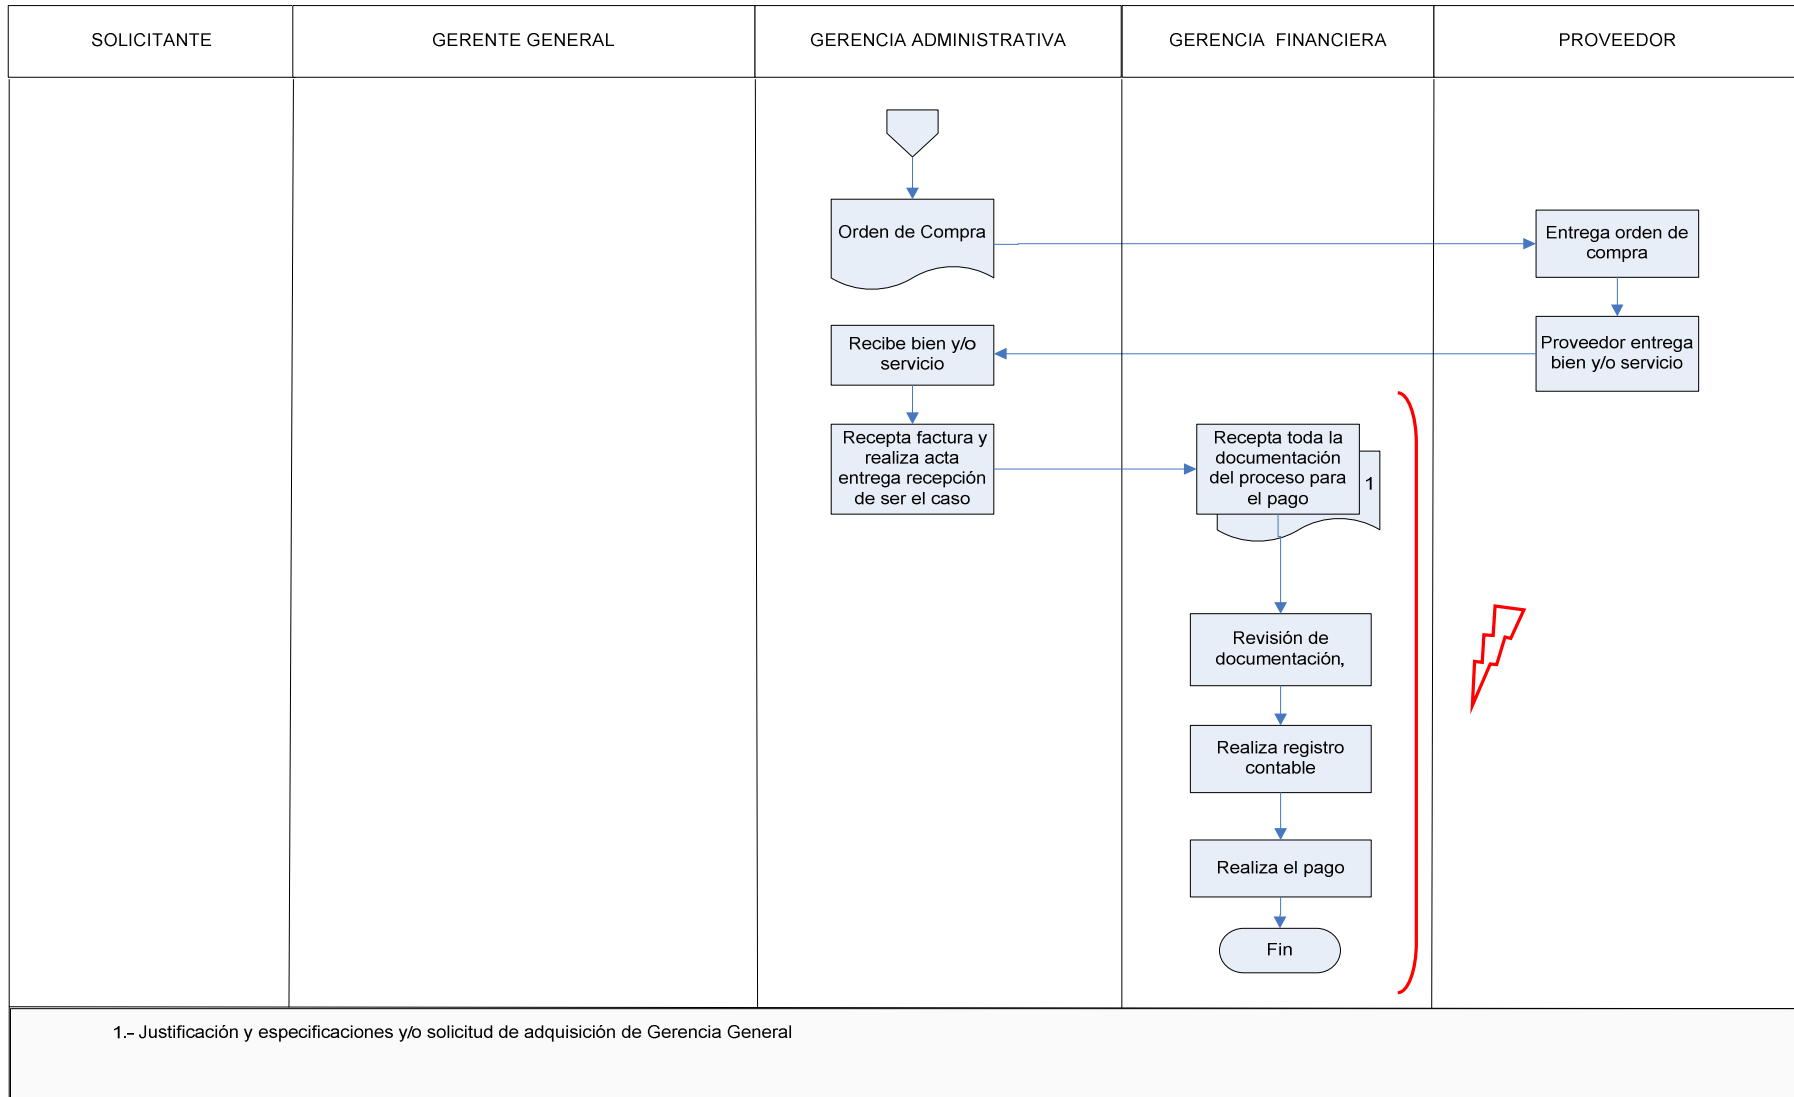 SOLICITANTE
GERENTE GENERAL
GERENCIA ADMINISTRATIVA
GERENCIA FINANCIERA
PROVEEDOR
Orden de Compra
Entrega orden de
compra
Recibe bien y/o
servicio
Proveedor entrega
bien y/o servicio
Recepta factura y
realiza acta
entrega recepción
de ser el caso
Recepta toda la
documentación
del proceso para
el pago
1
Revisión de
documentación,
Realiza registro
contable
Realiza el pago
Fin
1.- Justificación y especificaciones y/o solicitud de adquisición de Gerencia General